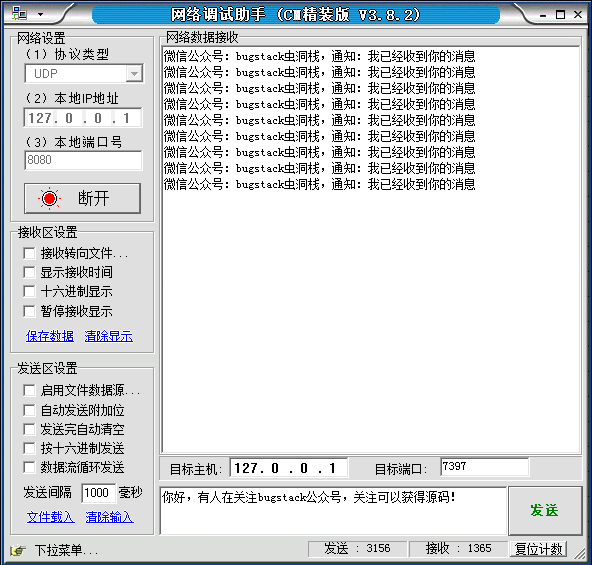 网络调试助手 (CM精装版 V3.8.2)
网络设置
(1) 协议类型
UDP
(2) 本地IP地址
127. 0 . 0 . 1
(3) 本地端口号
8080
断开
接收区设置
接收转向文件...
显示接收时间
十六进制显示
暂停接收显示
保存数据 清除显示
发送区设置
启用文件数据源...
自动发送附加位
发送完自动清空
按十六进制发送
数据流循环发送
发送间隔 1000 毫秒
文件载入 清除输入
网络数据接收
微信公众号：bugstack虫洞栈，通知：我已经收到你的消息
微信公众号：bugstack虫洞栈，通知：我已经收到你的消息
微信公众号：bugstack虫洞栈，通知：我已经收到你的消息
微信公众号：bugstack虫洞栈，通知：我已经收到你的消息
微信公众号：bugstack虫洞栈，通知：我已经收到你的消息
微信公众号：bugstack虫洞栈，通知：我已经收到你的消息
微信公众号：bugstack虫洞栈，通知：我已经收到你的消息
微信公众号：bugstack虫洞栈，通知：我已经收到你的消息
微信公众号：bugstack虫洞栈，通知：我已经收到你的消息
目标主机: 127. 0 . 0 . 1 目标端口: 7397
你好，有人在关注bugstack公众号，关注可以获得源码！
发送
下拉菜单... 发送 : 3156 接收 : 1365 复位计数